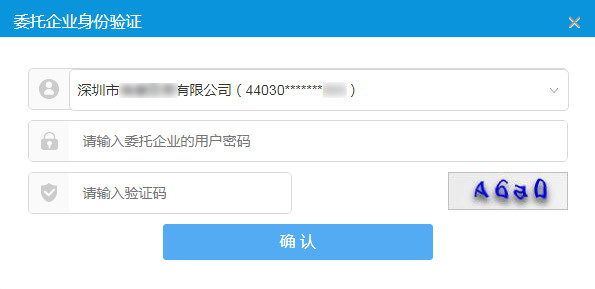 委托企业身份验证
深圳市有限公司（44030*******）
请输入委托企业的用户密码
请输入验证码
A6aD
确认